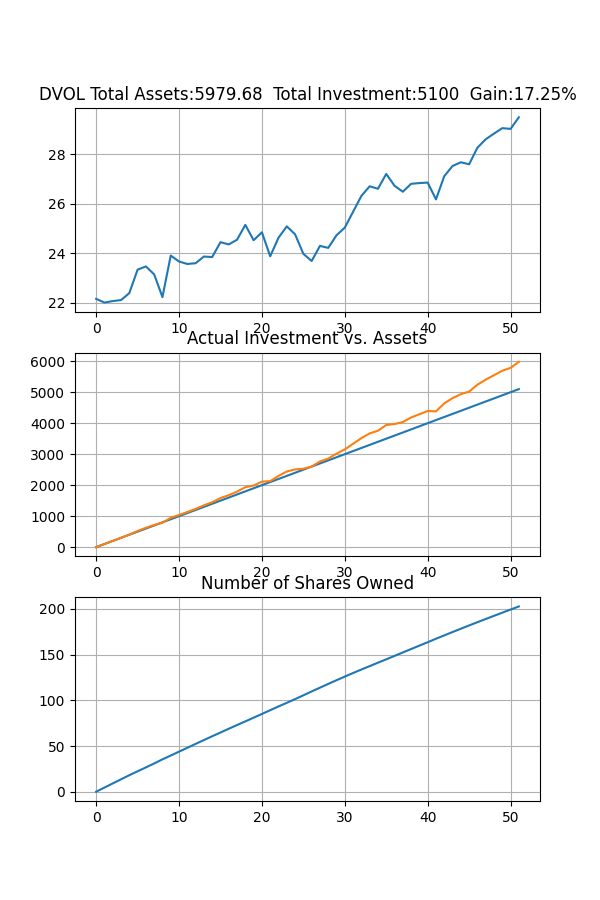 DVOL Total Assets:5979.68  Total Investment:5100  Gain:17.25%
28
26
24
22
0 10 20 30 40 50
Actual Investment vs. Assets
6000
5000
4000
3000
2000
1000
0
0 10 20 30 40 50
Number of Shares Owned
200
150
100
50
0
0 10 20 30 40 50